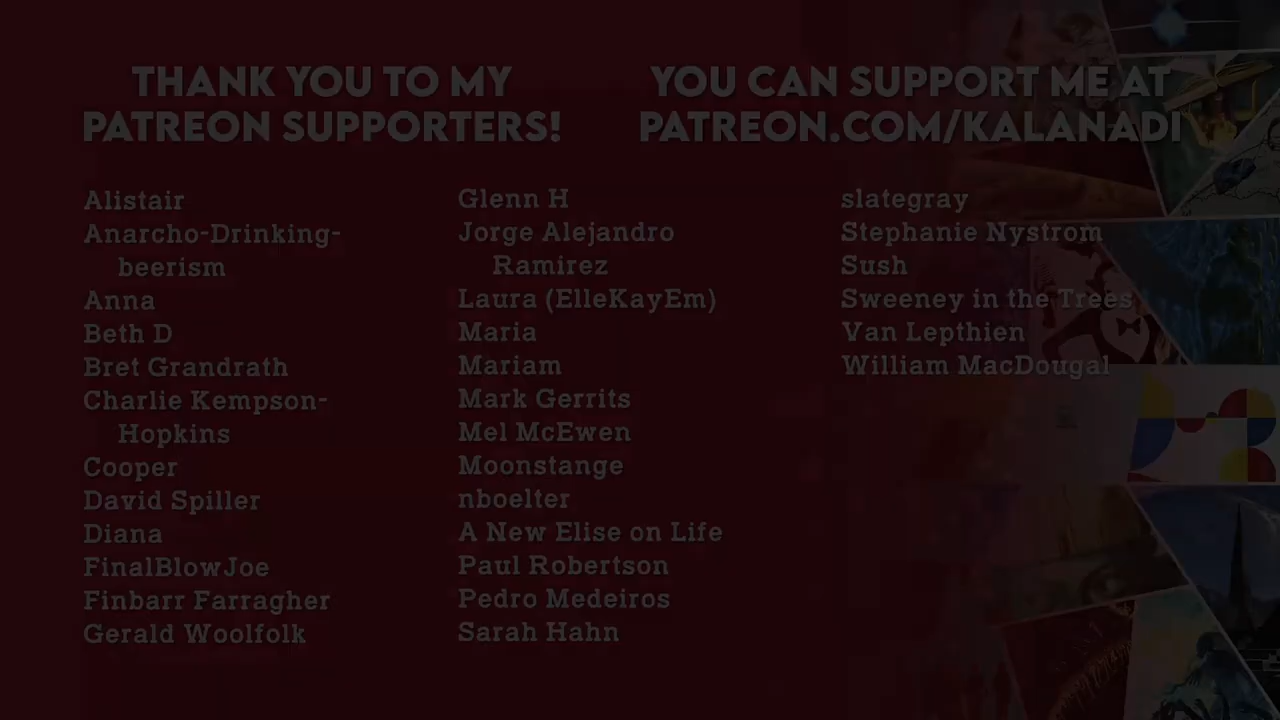 THANK YOU TO MY
PATREON SUPPORTERS!
YOU CAN SUPPORT ME AT
PATREON.COM/KALANADI
Alistair
Anarcho-Drinking-
beerism
Anna
Beth D
Bret Grandrath
Charlie Kempson-
Hopkins
Cooper
David Spiller
Diana
FinalBlowJoe
Finbarr Farragher
Gerald Woolfolk
Glenn H
Jorge Alejandro
Ramirez
Laura (ElleKayEm)
Maria
Mariam
Mark Gerrits
Mel McEwen
Moonstange
nboelter
A New Elise on Life
Paul Robertson
Pedro Medeiros
Sarah Hahn
slategray
Stephanie Nystrom
Sush
Sweeney in the Trees
Van Lepthien
William MacDougal